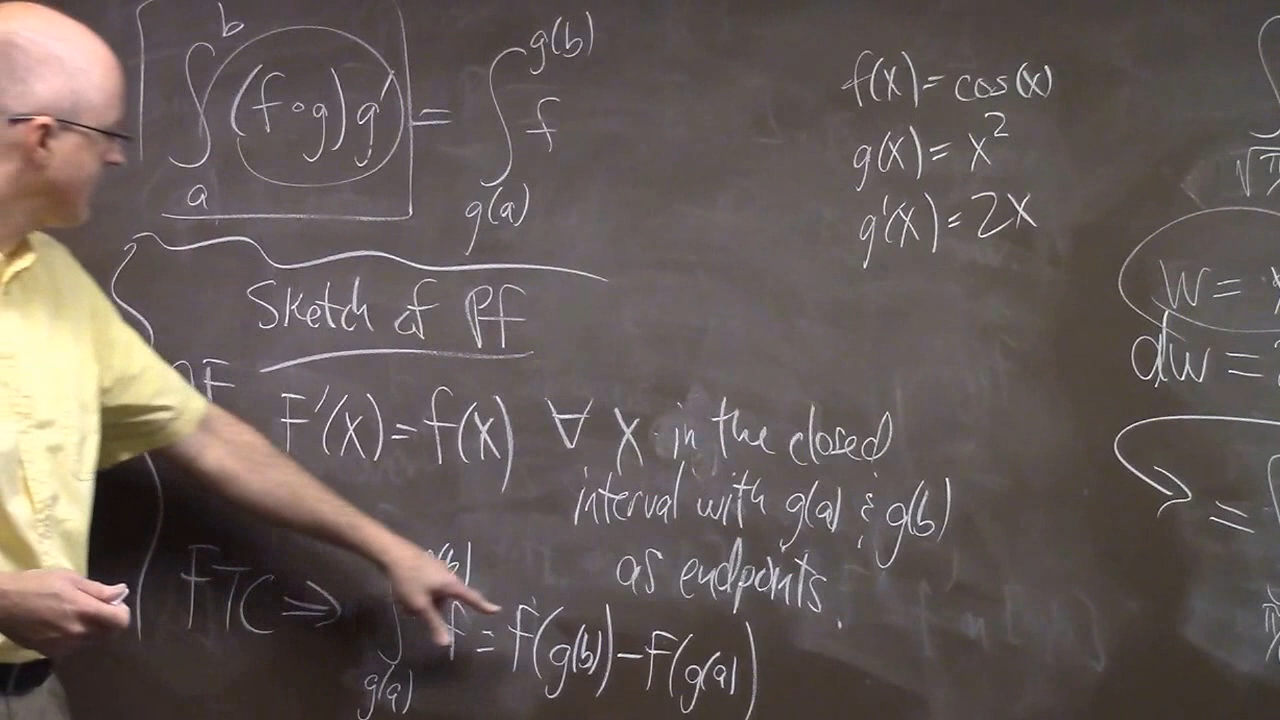 ∫_a^b (f∘g)g' = ∫_{g(a)}^{g(b)} f
f(x) = cos(x)
g(x) = x²
g'(x) = 2x
Sketch of Pf
∃F
F'(x) = f(x) ∀ x in the closed
interval with g(a) & g(b)
as endpoints.
FTC ⇒ ∫_{g(a)}^{g(b)} f = F(g(b)) − F(g(a))
w =
dw =
=